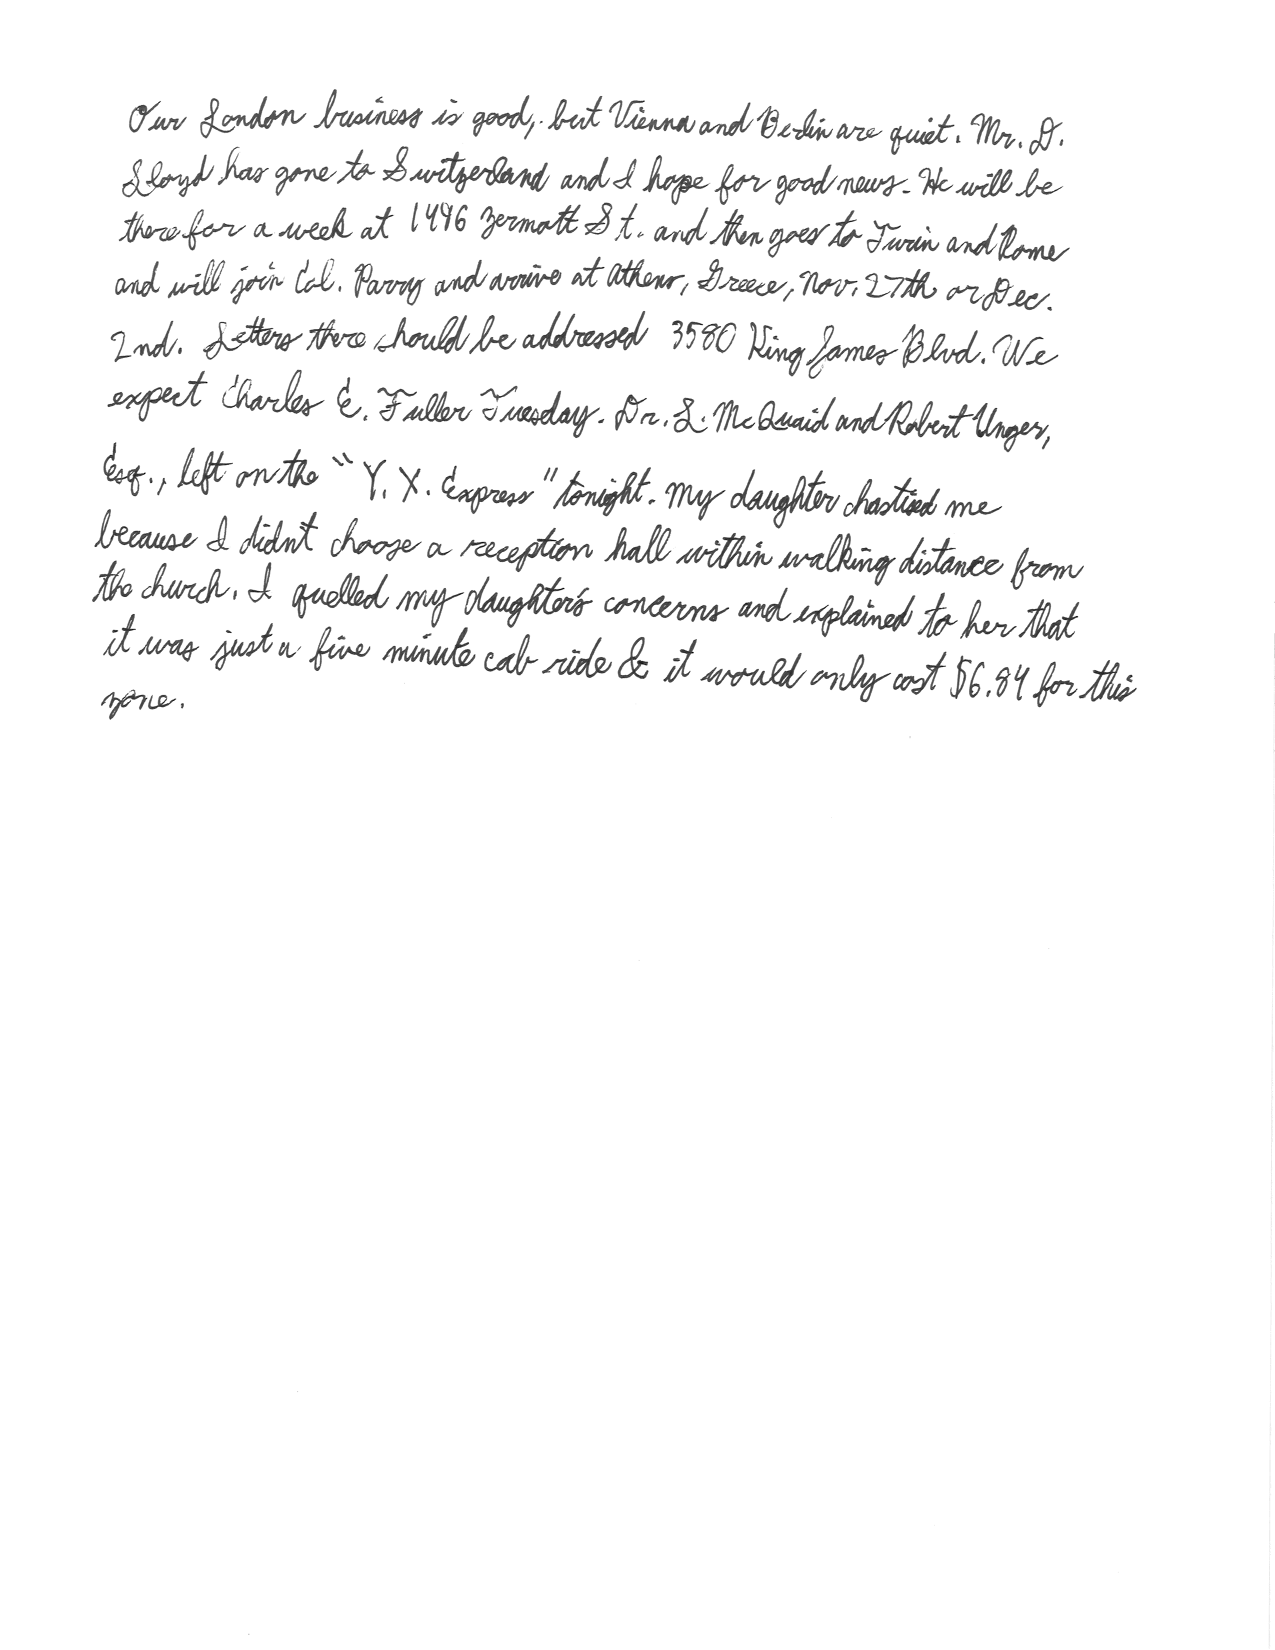 Our London business is good, but Vienna and Berlin are quiet. Mr. D.
Lloyd has gone to Switzerland and I hope for good news. He will be
there for a week at 1496 Zermott St. and then goes to Turin and Rome
and will join Col. Parry and arrive at Athens, Greece, Nov. 27th or Dec.
2nd. Letters there should be addressed 3580 King James Blvd. We
expect Charles E. Fuller Tuesday. Dr. L. McQuaid and Robert Unger,
Esq., left on the "Y. X. Express" tonight. My daughter chastised me
because I didn't choose a reception hall within walking distance from
the church. I quelled my daughter's concerns and explained to her that
it was just a five minute cab ride & it would only cost $6.84 for this
zone.